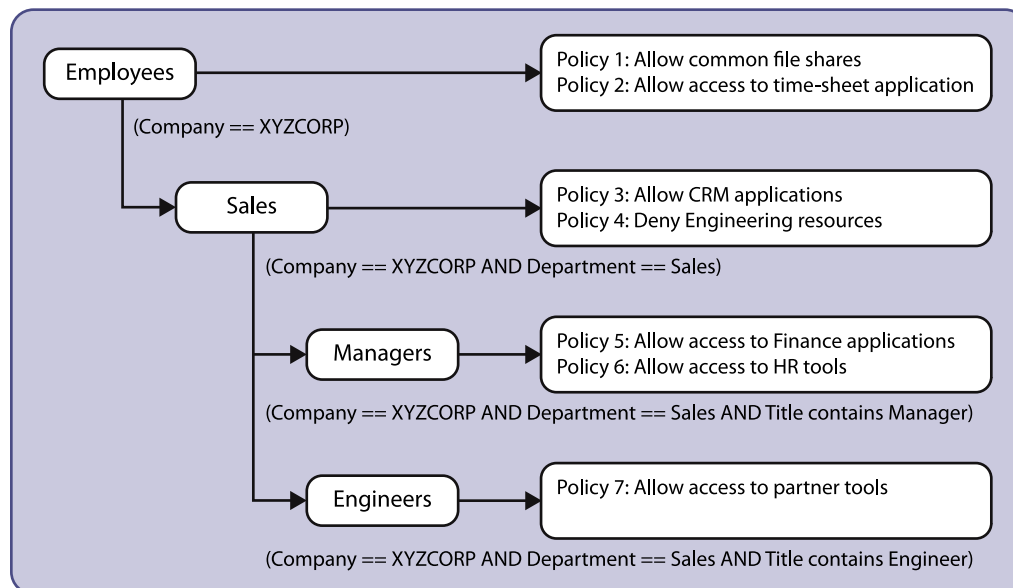 Employees
Policy 1: Allow common file shares
Policy 2: Allow access to time-sheet application
(Company == XYZCORP)
Sales
Policy 3: Allow CRM applications
Policy 4: Deny Engineering resources
(Company == XYZCORP AND Department == Sales)
Managers
Policy 5: Allow access to Finance applications
Policy 6: Allow access to HR tools
(Company == XYZCORP AND Department == Sales AND Title contains Manager)
Engineers
Policy 7: Allow access to partner tools
(Company == XYZCORP AND Department == Sales AND Title contains Engineer)